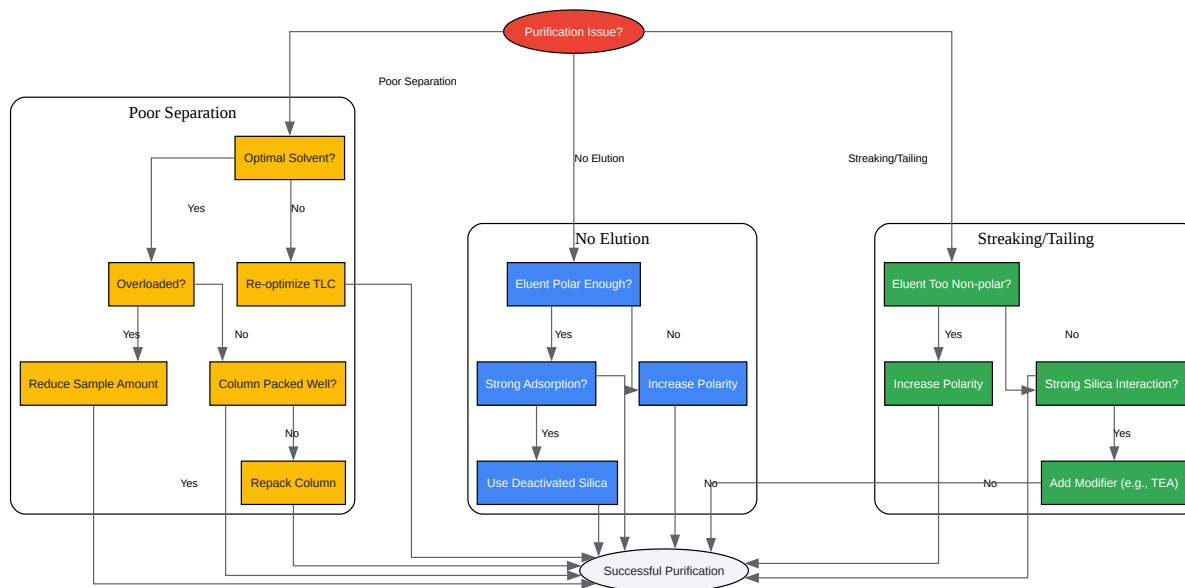 Purification Issue?
Poor Separation
Poor Separation
Optimal Solvent?
No Elution
Streaking/Tailing
Yes
No
No Elution
Streaking/Tailing
Overloaded?
Re-optimize TLC
Eluent Polar Enough?
Eluent Too Non-polar?
Yes
No
Yes
No
Yes
No
Reduce Sample Amount
Column Packed Well?
Strong Adsorption?
Increase Polarity
Increase Polarity
Strong Silica Interaction?
No
Yes
Yes
Yes
Repack Column
Use Deactivated Silica
No
No
Add Modifier (e.g., TEA)
Successful Purification